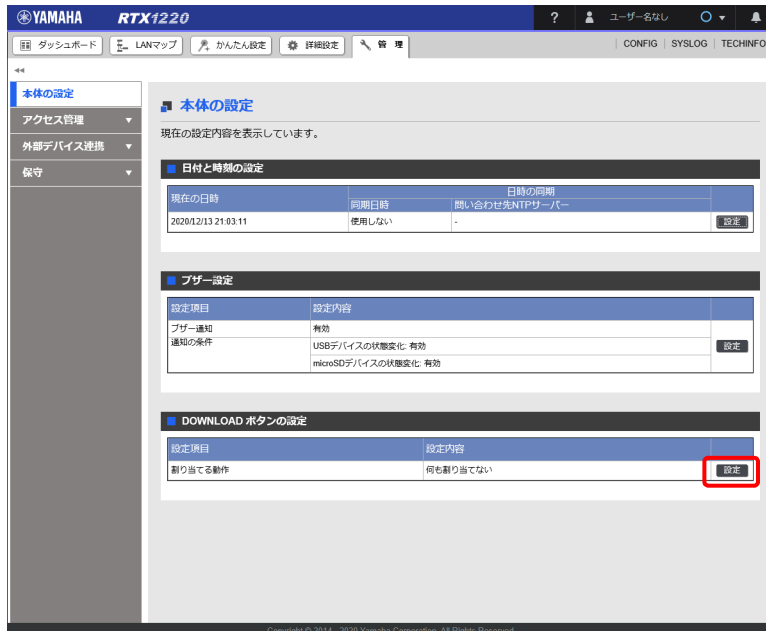 YAMAHA RTX1220 ? ユーザー名なし
ダッシュボード LANマップ かんたん設定 詳細設定 管理 CONFIG SYSLOG TECHINFO
本体の設定
アクセス管理
外部デバイス連携
保守
本体の設定
現在の設定内容を表示しています。
日付と時刻の設定
現在の日時 日時の同期
同期日時 問い合わせ先NTPサーバー
2020/12/13 21:03:11 使用しない - 設定
ブザー設定
設定項目 設定内容
ブザー通知 有効
通知の条件 USBデバイスの状態変化: 有効 設定
microSDデバイスの状態変化: 有効
DOWNLOAD ボタンの設定
設定項目 設定内容
割り当てる動作 何も割り当てない 設定
Copyright © 2014 - 2020 Yamaha Corporation. All Rights Reserved.